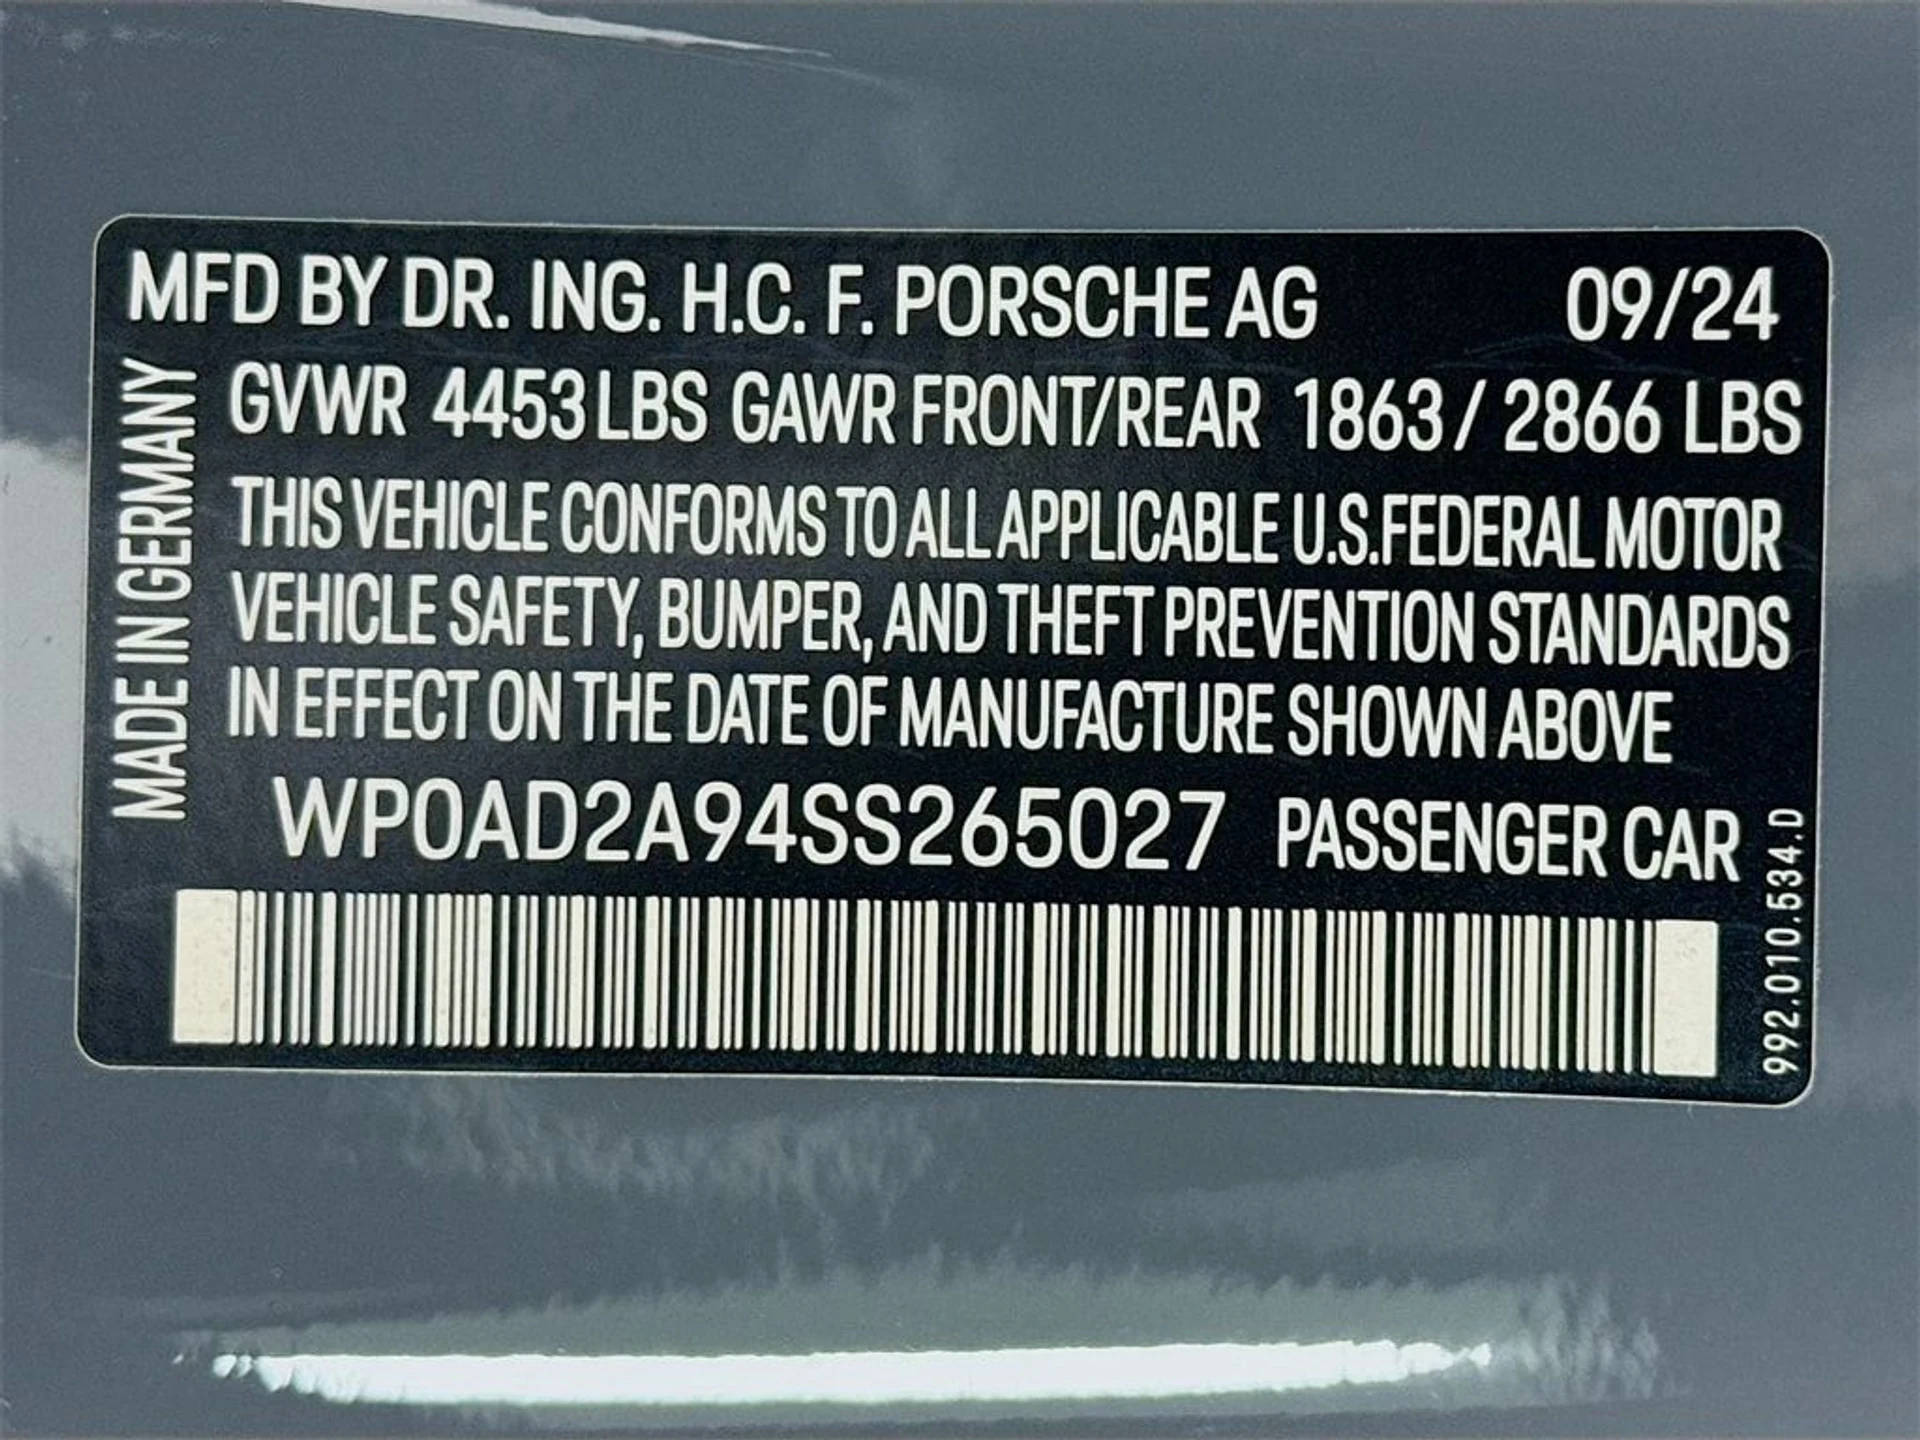 MFD BY DR. ING. H.C. F. PORSCHE AG 09/24
MADE IN GERMANY
GVWR 4453 LBS GAWR FRONT/REAR 1863 / 2866 LBS
THIS VEHICLE CONFORMS TO ALL APPLICABLE U.S.FEDERAL MOTOR
VEHICLE SAFETY, BUMPER, AND THEFT PREVENTION STANDARDS
IN EFFECT ON THE DATE OF MANUFACTURE SHOWN ABOVE
WP0AD2A94SS265027 PASSENGER CAR
992.010.534.D